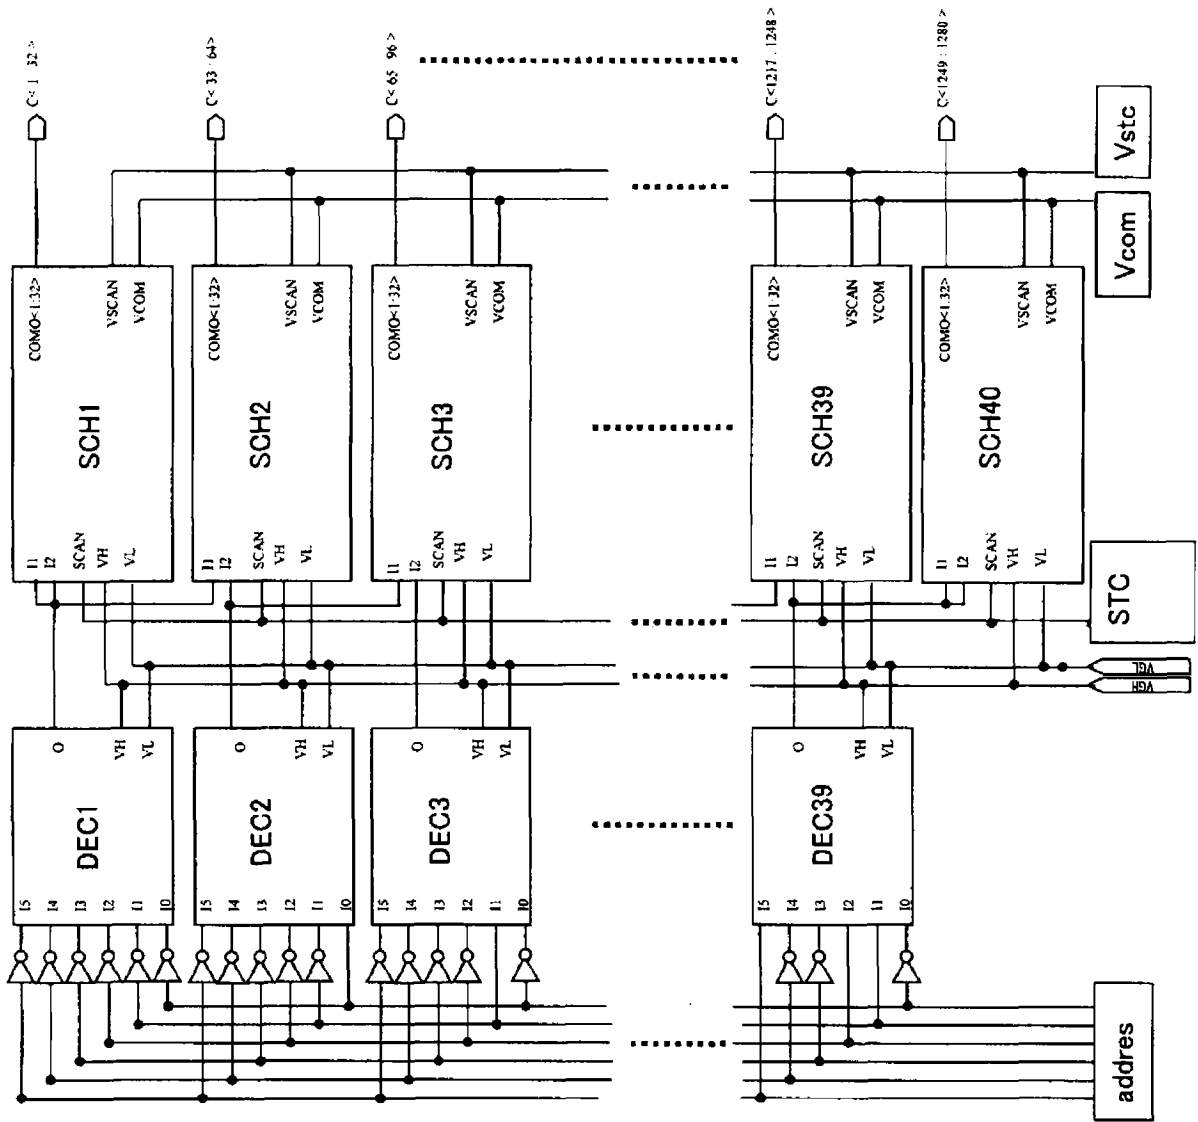 C< 1 : 32 >
C< 33 : 64 >
C< 65 : 96 >
C<1217 : 1248 >
C<1249 : 1280 >
Vstc
Vcom
COMO<1:32>
VSCAN
VCOM
SCH1
I1
I2
SCAN
VH
VL
COMO<1:32>
VSCAN
VCOM
SCH2
I1
I2
SCAN
VH
VL
COMO<1:32>
VSCAN
VCOM
SCH3
I1
I2
SCAN
VH
VL
COMO<1:32>
VSCAN
VCOM
SCH39
I1
I2
SCAN
VH
VL
COMO<1:32>
VSCAN
VCOM
SCH40
I1
I2
SCAN
VH
VL
STC
VGL
VGH
O
VH
VL
DEC1
I5
I4
I3
I2
I1
I0
O
VH
VL
DEC2
I5
I4
I3
I2
I1
I0
O
VH
VL
DEC3
I5
I4
I3
I2
I1
I0
O
VH
VL
DEC39
I5
I4
I3
I2
I1
I0
addres